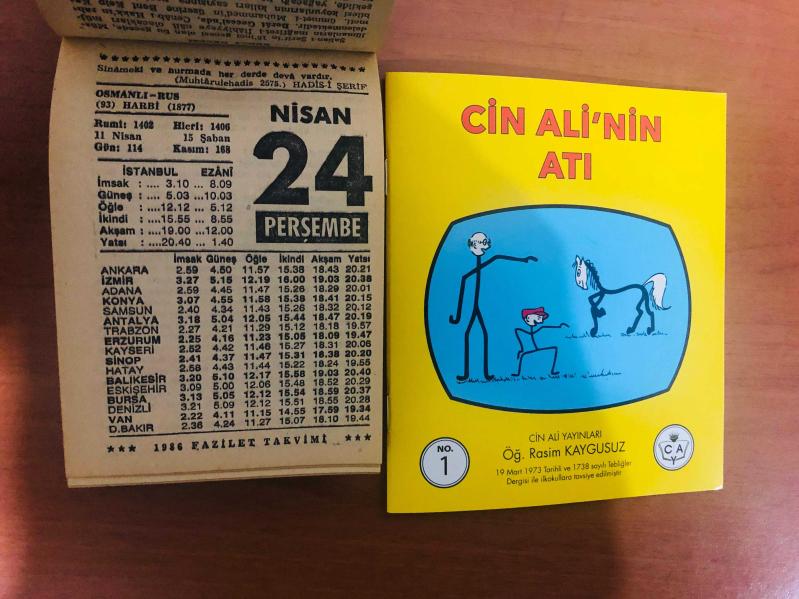 Sinâmeki ve hurmada her derde devâ vardır.
(Muhtârulehadis 2575.) HADİS-İ ŞERİF
OSMANLI-RUS
(93) HARBİ (1877)
Rumi: 1402 Hicri: 1406
11 Nisan 15 Şaban
Gün: 114 Kasım: 168
İSTANBUL EZANÎ
İmsak : .... 3.10 ... 8.09
Güneş : .... 5.03 ...10.03
Öğle : ....12.12 ... 5.12
İkindi : ....15.55 ... 8.55
Akşam : ....19.00 ...12.00
Yatsı : ....20.40 ... 1.40
NİSAN
24
PERŞEMBE
İmsak Güneş Öğle İkindi Akşam Yatsı
ANKARA 2.59 4.50 11.57 15.38 18.43 20.21
İZMİR 3.27 5.15 12.19 16.00 19.03 20.38
ADANA 2.59 4.45 11.47 15.26 18.29 20.01
KONYA 3.07 4.55 11.58 15.38 18.41 20.15
SAMSUN 2.40 4.34 11.43 15.26 18.32 20.12
ANTALYA 3.18 5.04 12.05 15.44 18.47 20.19
TRABZON 2.27 4.21 11.29 15.12 18.18 19.57
ERZURUM 2.25 4.16 11.23 15.05 18.09 19.47
KAYSERİ 2.52 4.42 11.48 15.27 18.31 20.06
SİNOP 2.41 4.37 11.47 15.31 18.38 20.20
HATAY 2.58 4.43 11.44 15.22 18.24 19.55
BALIKESİR 3.20 5.10 12.17 15.58 19.03 20.40
ESKİŞEHİR 3.09 5.00 12.06 15.48 18.52 20.29
BURSA 3.13 5.05 12.12 15.54 18.59 20.37
DENİZLİ 3.21 5.09 12.12 15.51 18.55 20.28
VAN 2.22 4.11 11.15 14.55 17.59 19.34
D.BAKIR 2.36 4.24 11.27 15.07 18.10 19.44
*** 1986 FAZİLET TAKVİMİ ***
CİN ALİ'NİN
ATI
CİN ALİ YAYINLARI
Öğ. Rasim KAYGUSUZ
19 Mart 1973 Tarihli ve 1738 sayılı Tebliğler
Dergisi ile ilkokullara tavsiye edilmiştir
NO.
1
C A
Y